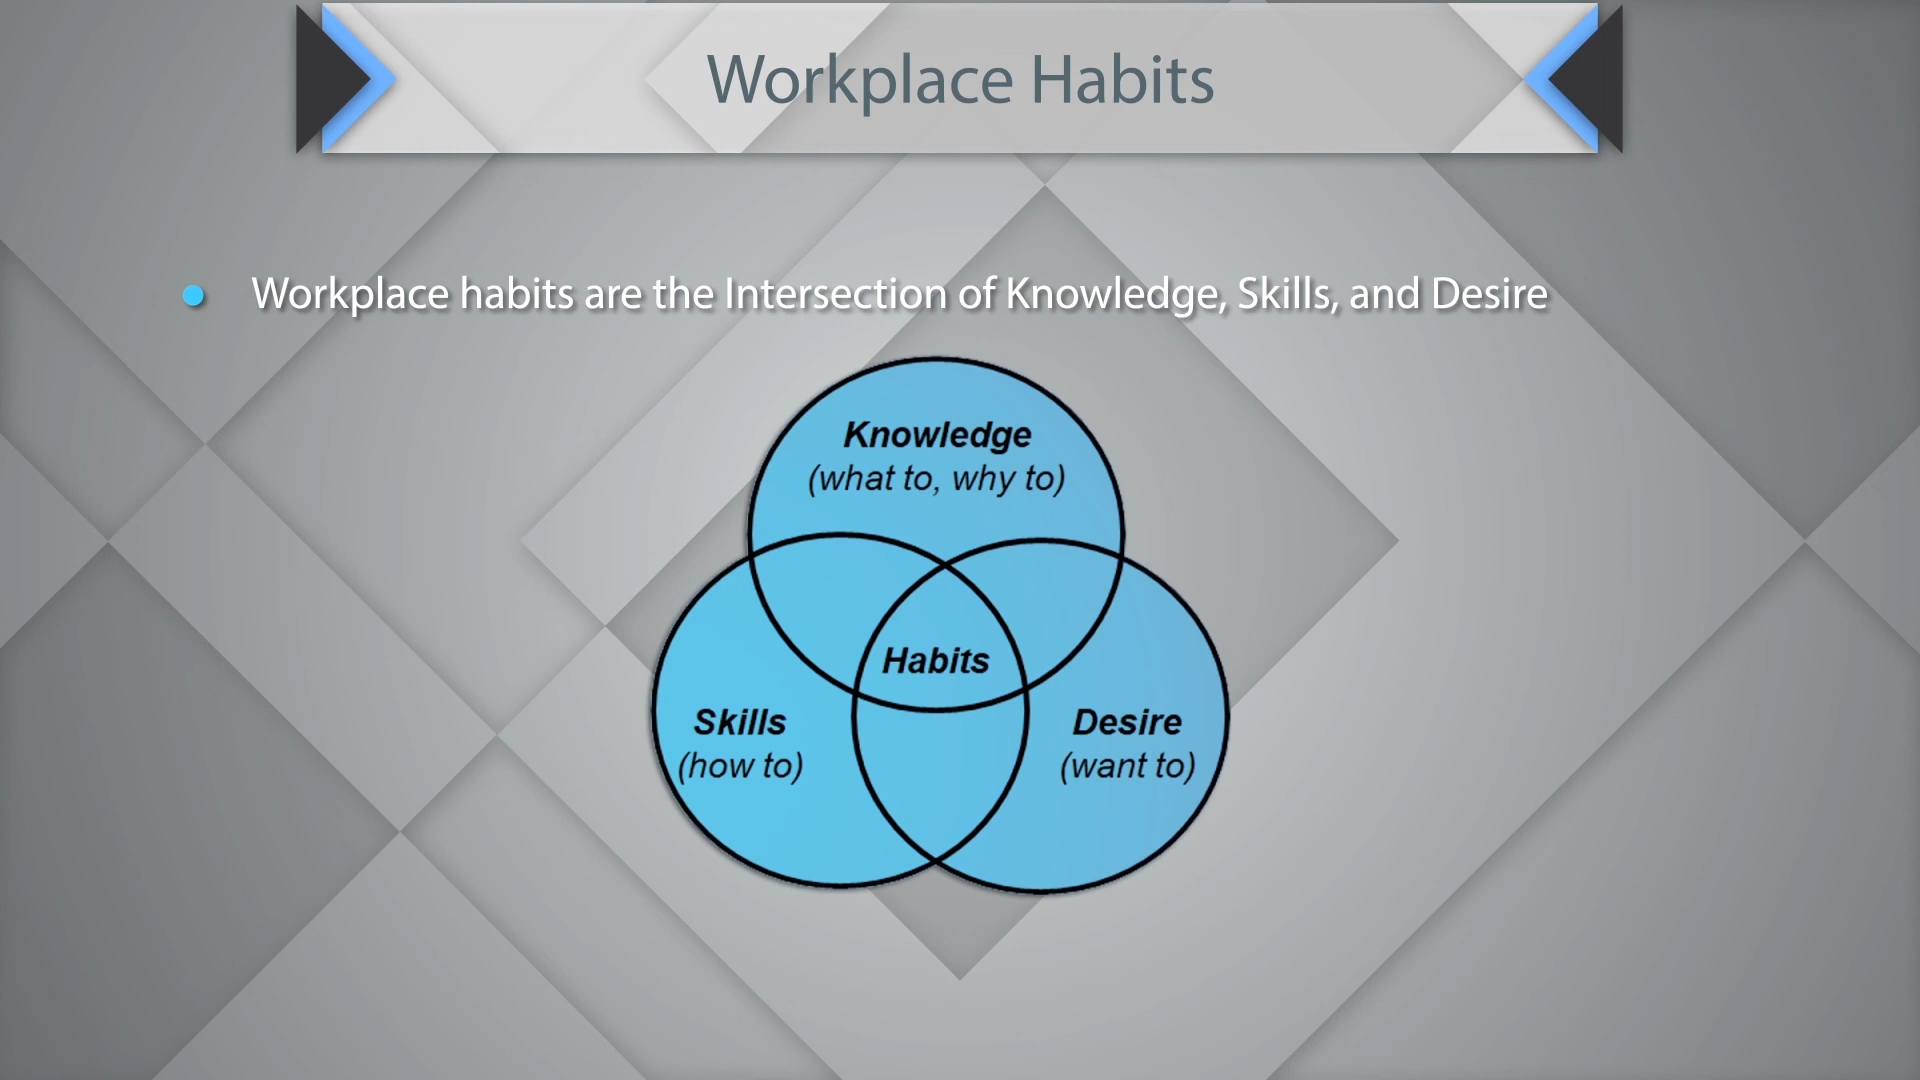 Workplace Habits
Workplace habits are the Intersection of Knowledge, Skills, and Desire
Knowledge
(what to, why to)
Habits
Skills
(how to)
Desire
(want to)